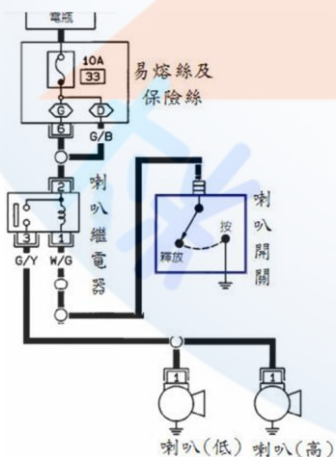 電瓶
10A
33
易熔絲及
保險絲
G
D
6
G/B
2
喇叭繼電器
3
1
G/Y
W/G
喇叭開關
釋放
按
1
1
喇叭(低)
喇叭(高)